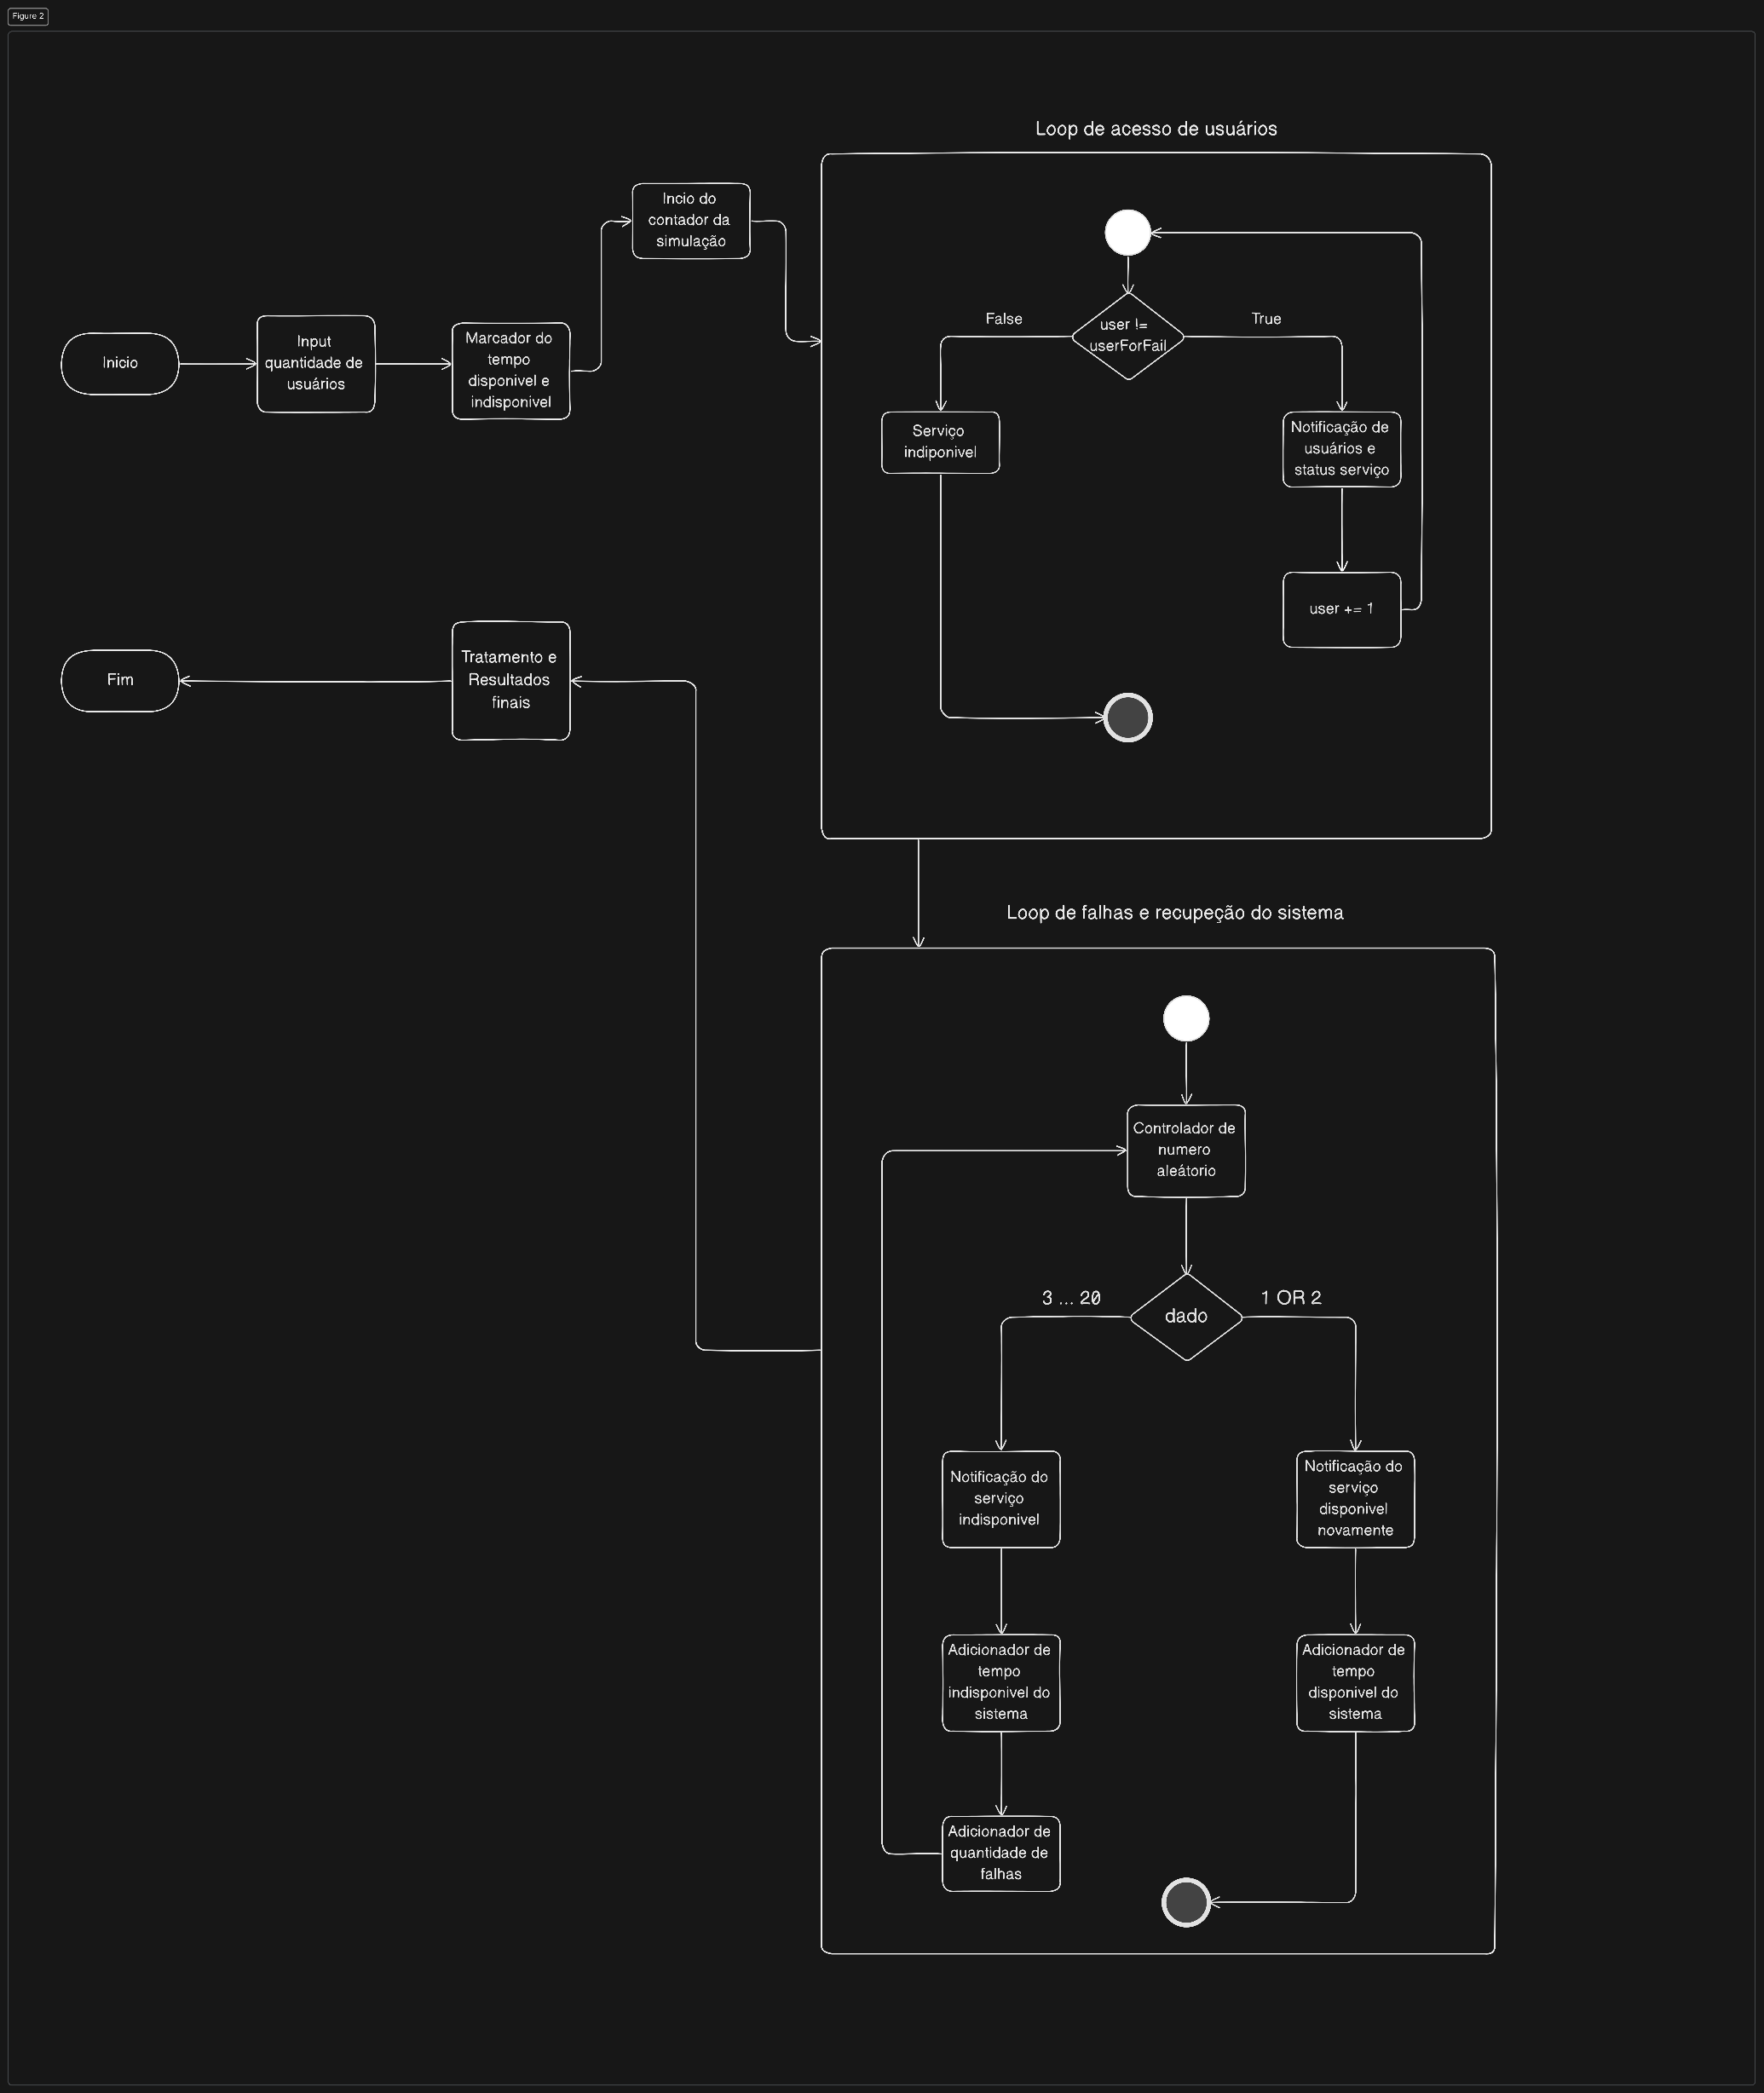 Figure 2
Loop de acesso de usuários
Incio do
contador da
simulação
Inicio
Input
quantidade de
usuários
Marcador do
tempo
disponivel e
indisponivel
False
user !=
userForFail
True
Serviço
indiponivel
Notificação de
usuários e
status serviço
user += 1
Fim
Tratamento e
Resultados
finais
Loop de falhas e recupeção do sistema
Controlador de
numero
aleátorio
3 ... 20
dado
1 OR 2
Notificação do
serviço
indisponivel
Notificação do
serviço
disponivel
novamente
Adicionador de
tempo
indisponivel do
sistema
Adicionador de
tempo
disponivel do
sistema
Adicionador de
quantidade de
falhas